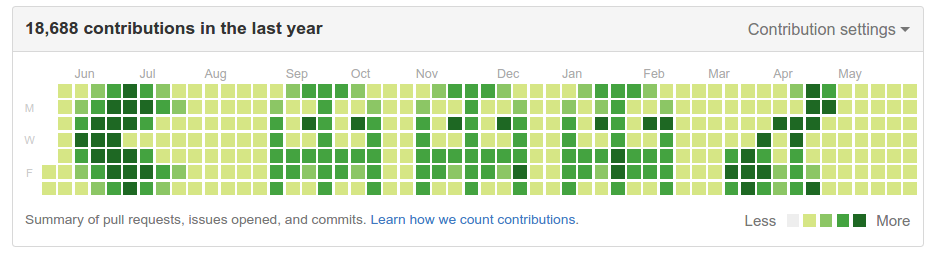 18,688 contributions in the last year
Contribution settings
Jun Jul Aug Sep Oct Nov Dec Jan Feb Mar Apr May
M
W
F
Summary of pull requests, issues opened, and commits. Learn how we count contributions.
Less More